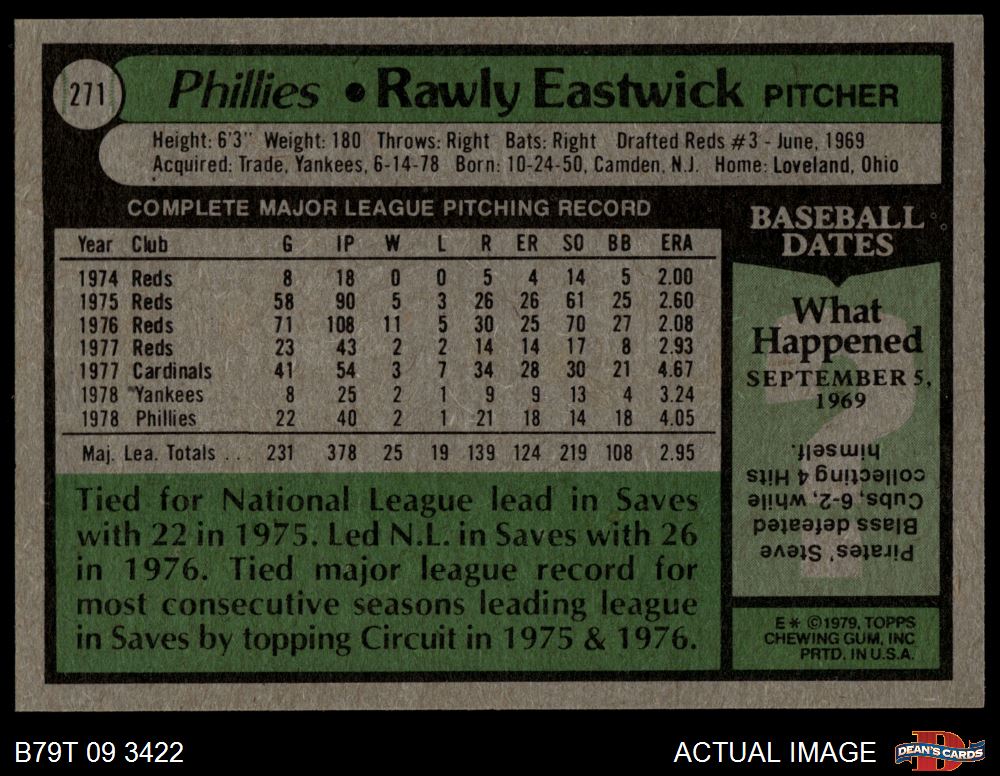 271
Phillies • Rawly Eastwick PITCHER
Height: 6'3" Weight: 180 Throws: Right Bats: Right Drafted Reds #3 - June, 1969
Acquired: Trade, Yankees, 6-14-78 Born: 10-24-50, Camden, N.J. Home: Loveland, Ohio
COMPLETE MAJOR LEAGUE PITCHING RECORD
Year Club G IP W L R ER SO BB ERA
1974 Reds 8 18 0 0 5 4 14 5 2.00
1975 Reds 58 90 5 3 26 26 61 25 2.60
1976 Reds 71 108 11 5 30 25 70 27 2.08
1977 Reds 23 43 2 2 14 14 17 8 2.93
1977 Cardinals 41 54 3 7 34 28 30 21 4.67
1978 Yankees 8 25 2 1 9 9 13 4 3.24
1978 Phillies 22 40 2 1 21 18 14 18 4.05
Maj. Lea. Totals . . . 231 378 25 19 139 124 219 108 2.95
Tied for National League lead in Saves
with 22 in 1975. Led N.L. in Saves with 26
in 1976. Tied major league record for
most consecutive seasons leading league
in Saves by topping Circuit in 1975 & 1976.
BASEBALL
DATES
What
Happened
SEPTEMBER 5,
1969
?
Pirates' Steve
Blass defeated
Cubs, 6-2, while
collecting 4 Hits
himself.
E* ©1979, TOPPS
CHEWING GUM, INC
PRTD. IN U.S.A.
B79T 09 3422
ACTUAL IMAGE
D
DEAN'S CARDS